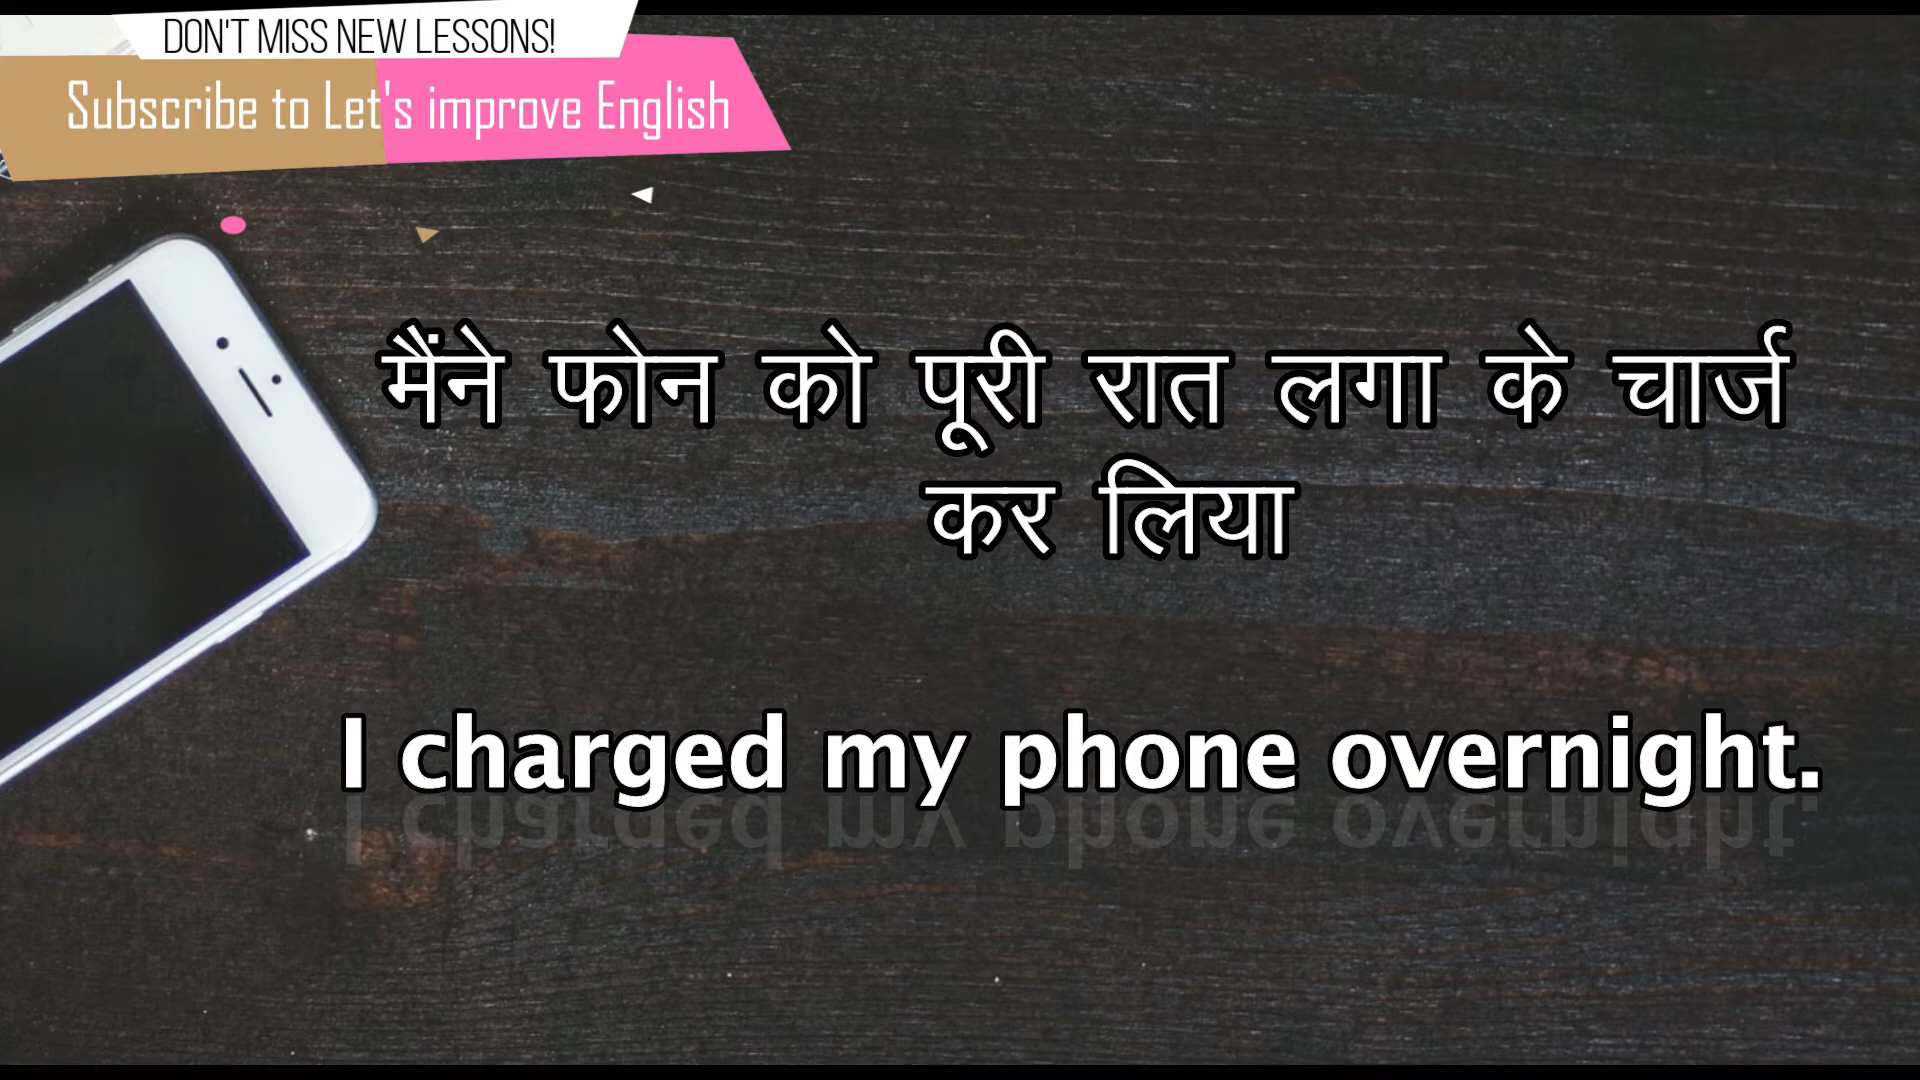 DON'T MISS NEW LESSONS!
Subscribe to Let's improve English
मैंने फोन को पूरी रात लगा के चार्ज
कर लिया
I charged my phone overnight.